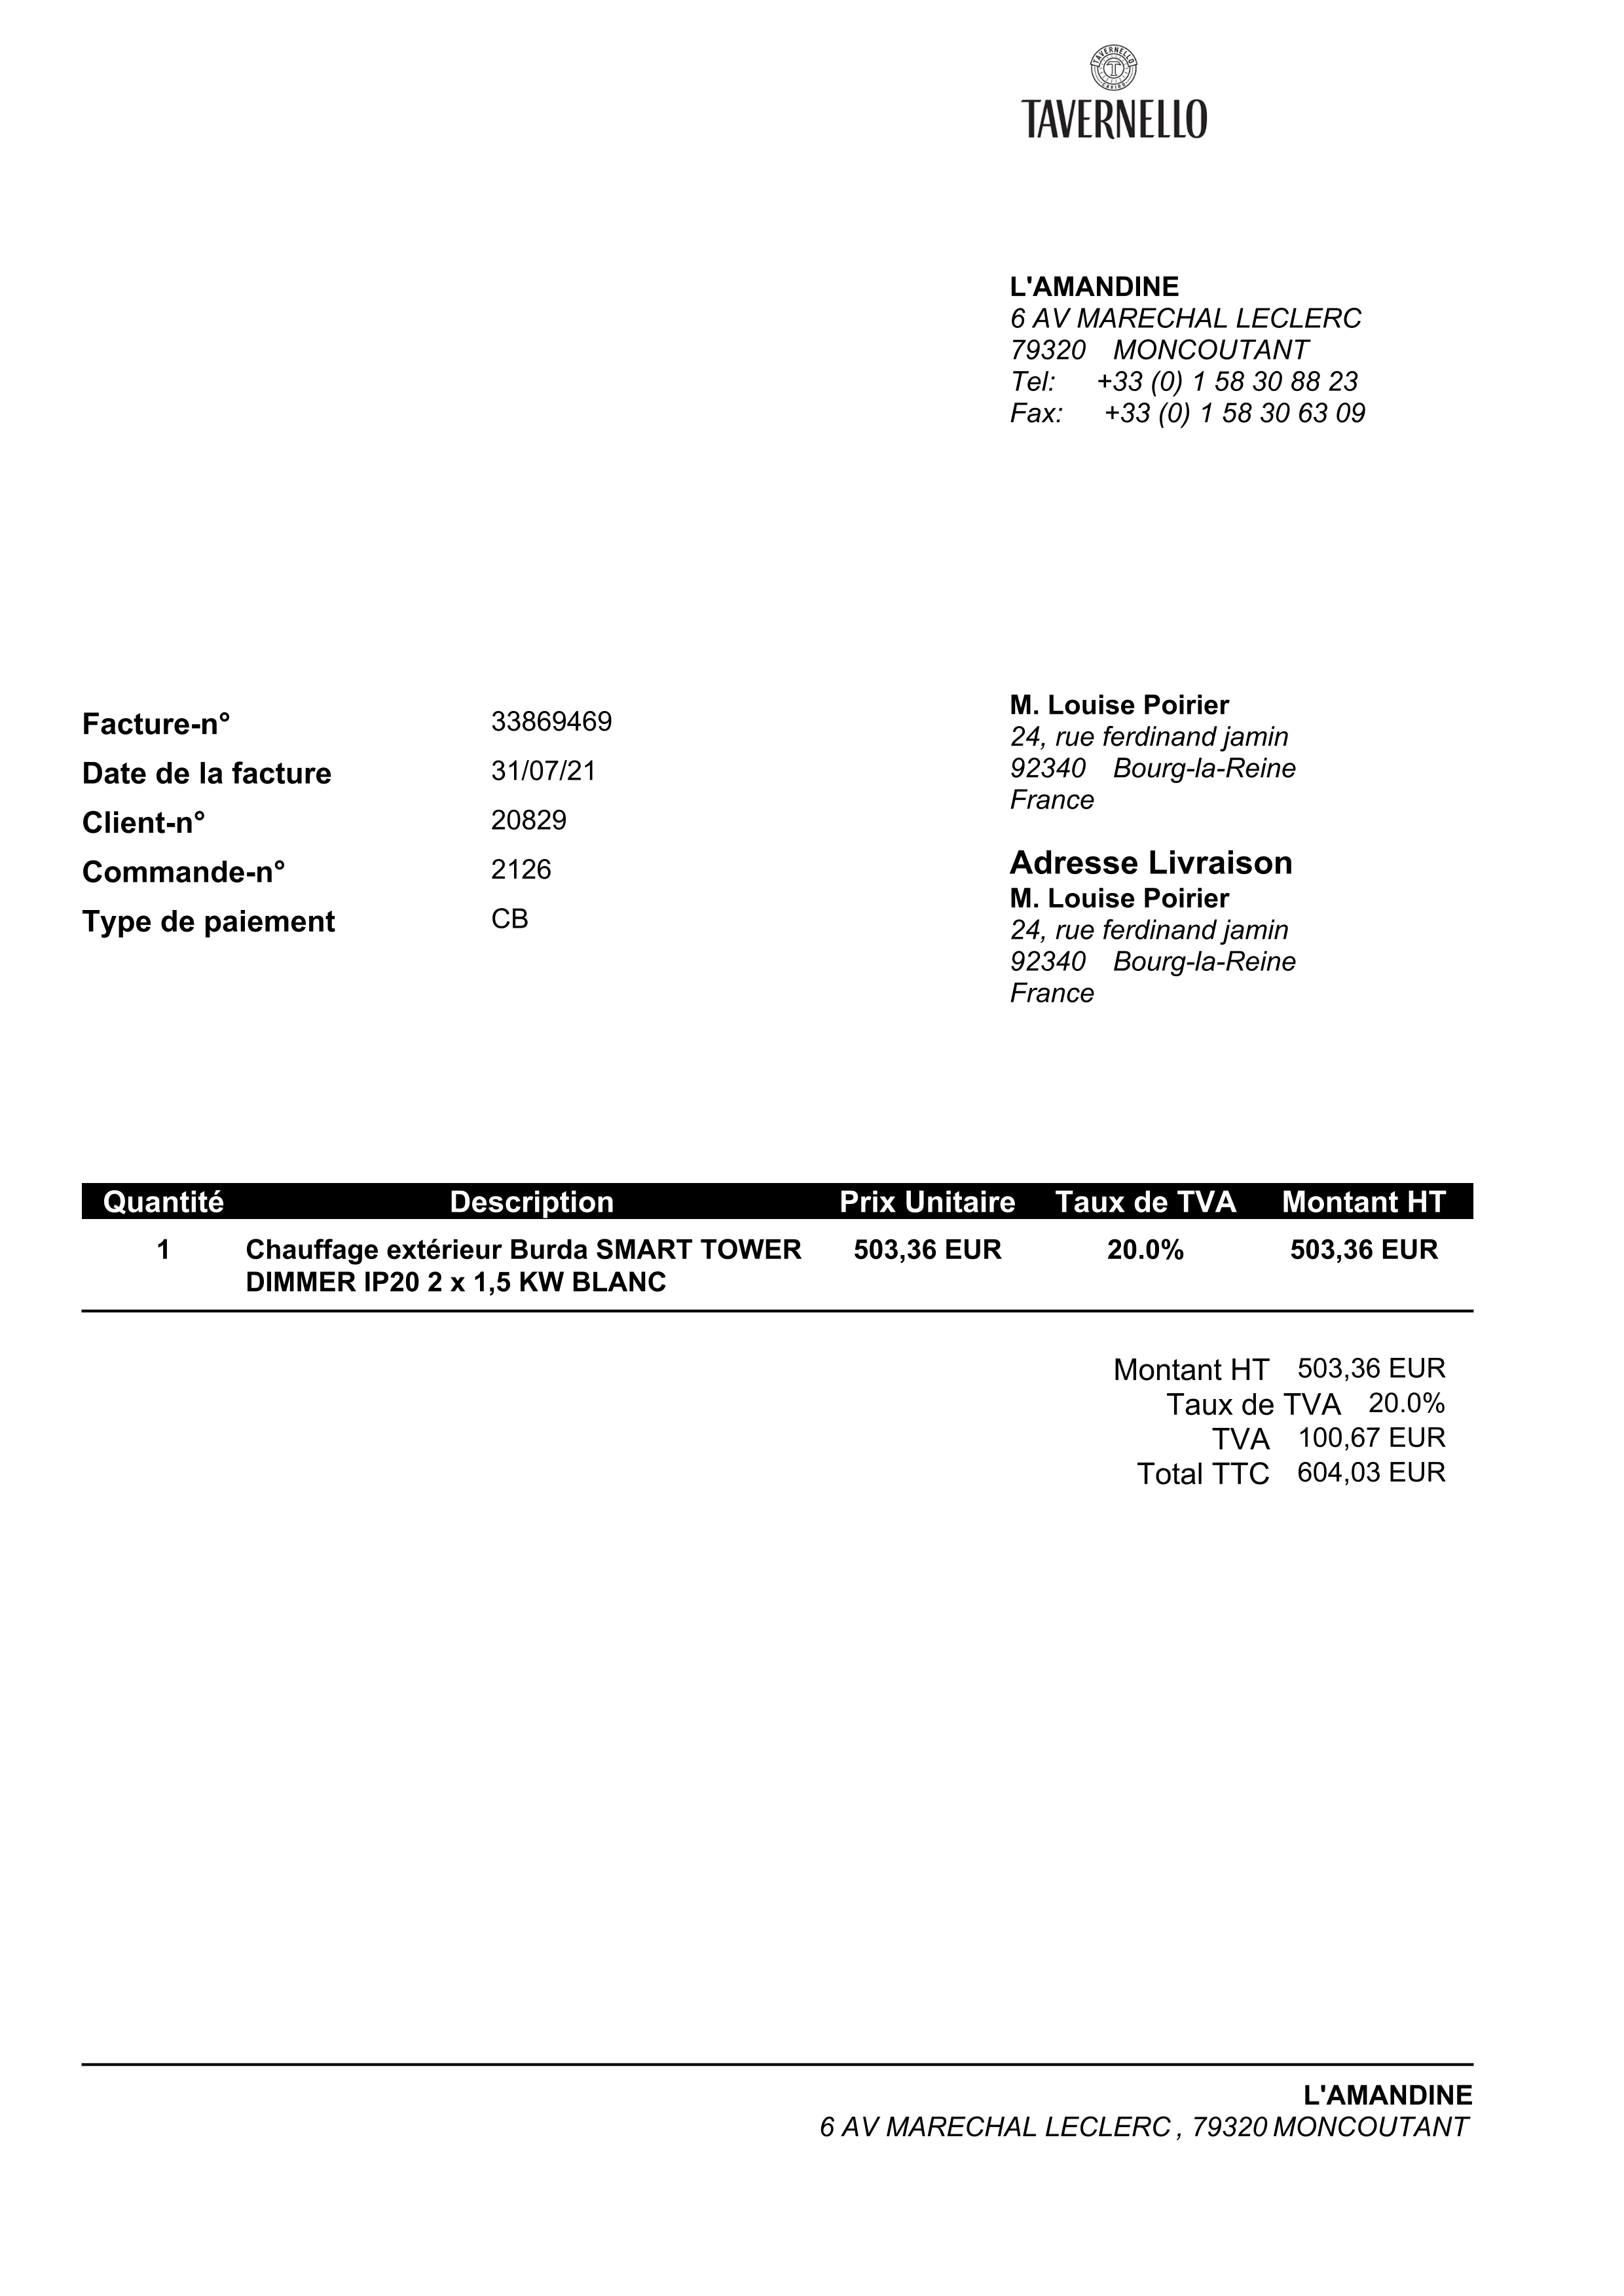 TAVERNELLO
T
CAVIRO
TAVERNELLO
L'AMANDINE
6 AV MARECHAL LECLERC
79320 MONCOUTANT
Tel: +33 (0) 1 58 30 88 23
Fax: +33 (0) 1 58 30 63 09
Facture-n° 33869469
Date de la facture 31/07/21
Client-n° 20829
Commande-n° 2126
Type de paiement CB
M. Louise Poirier
24, rue ferdinand jamin
92340 Bourg-la-Reine
France
Adresse Livraison
M. Louise Poirier
24, rue ferdinand jamin
92340 Bourg-la-Reine
France
Quantité Description Prix Unitaire Taux de TVA Montant HT
1 Chauffage extérieur Burda SMART TOWER 503,36 EUR 20.0% 503,36 EUR
DIMMER IP20 2 x 1,5 KW BLANC
Montant HT 503,36 EUR
Taux de TVA 20.0%
TVA 100,67 EUR
Total TTC 604,03 EUR
L'AMANDINE
6 AV MARECHAL LECLERC , 79320 MONCOUTANT